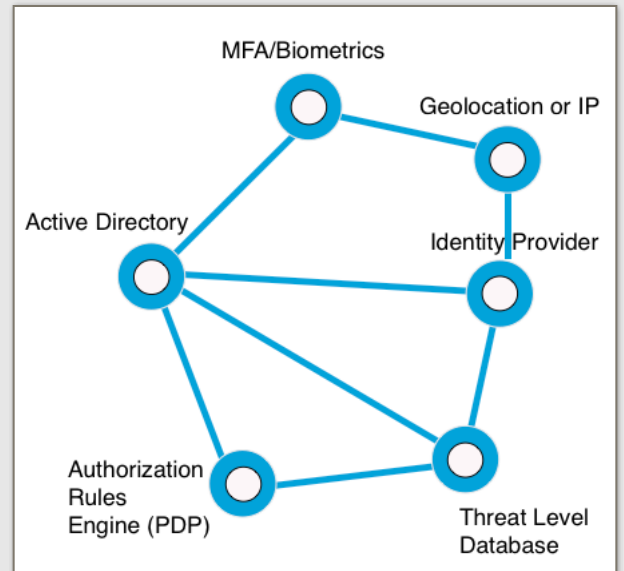 MFA/Biometrics
Geolocation or IP
Active Directory
Identity Provider
Authorization
Rules
Engine (PDP)
Threat Level
Database